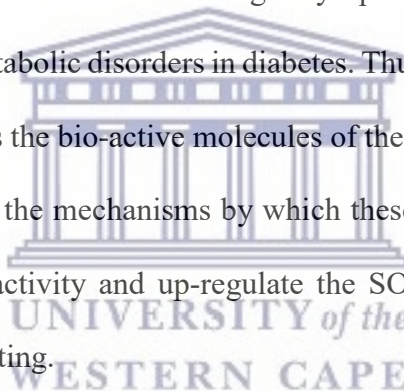 tabolic disorders in diabetes. Thu
s the bio-active molecules of the
the mechanisms by which these
activity and up-regulate the SO
UNIVERSITY of the
ting.
WESTERN CAPE